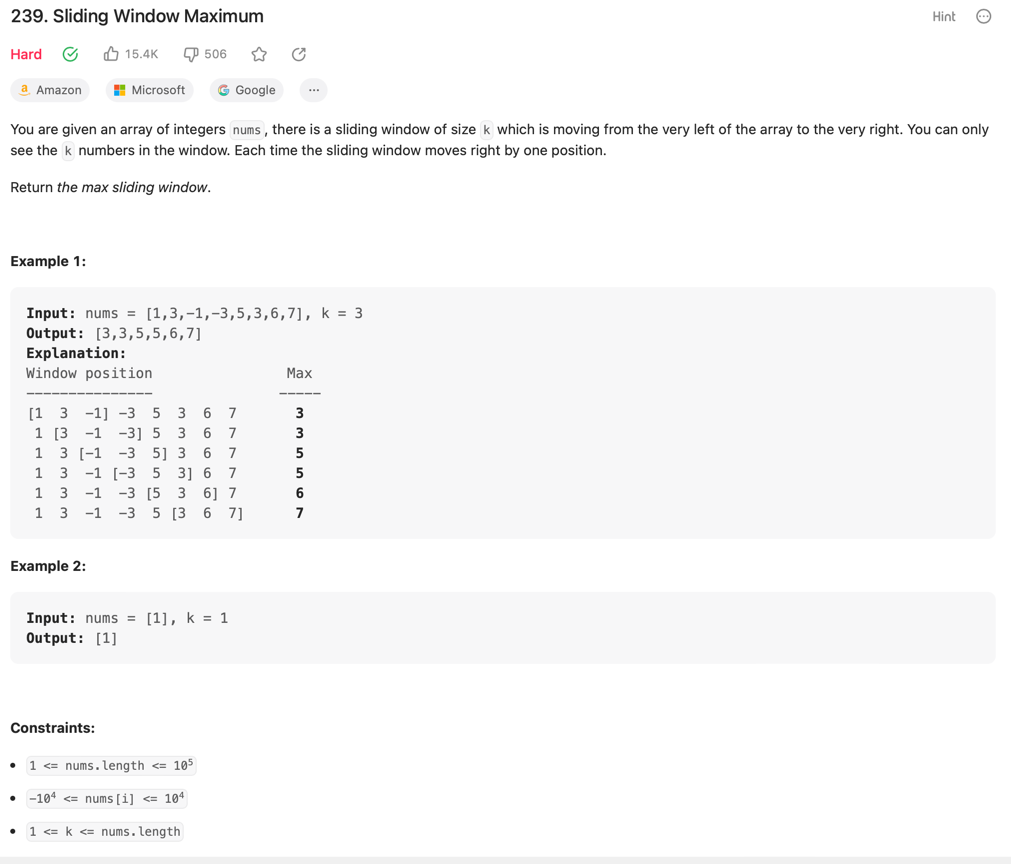 239. Sliding Window Maximum
Hint
Hard 15.4K 506
Amazon Microsoft Google ...
You are given an array of integers nums, there is a sliding window of size k which is moving from the very left of the array to the very right. You can only
see the k numbers in the window. Each time the sliding window moves right by one position.
Return the max sliding window.
Example 1:
Input: nums = [1,3,-1,-3,5,3,6,7], k = 3
Output: [3,3,5,5,6,7]
Explanation:
Window position Max
--------------- -----
[1 3 -1] -3 5 3 6 7 3
1 [3 -1 -3] 5 3 6 7 3
1 3 [-1 -3 5] 3 6 7 5
1 3 -1 [-3 5 3] 6 7 5
1 3 -1 -3 [5 3 6] 7 6
1 3 -1 -3 5 [3 6 7] 7
Example 2:
Input: nums = [1], k = 1
Output: [1]
Constraints:
• 1 <= nums.length <= 10⁵
• -10⁴ <= nums[i] <= 10⁴
• 1 <= k <= nums.length